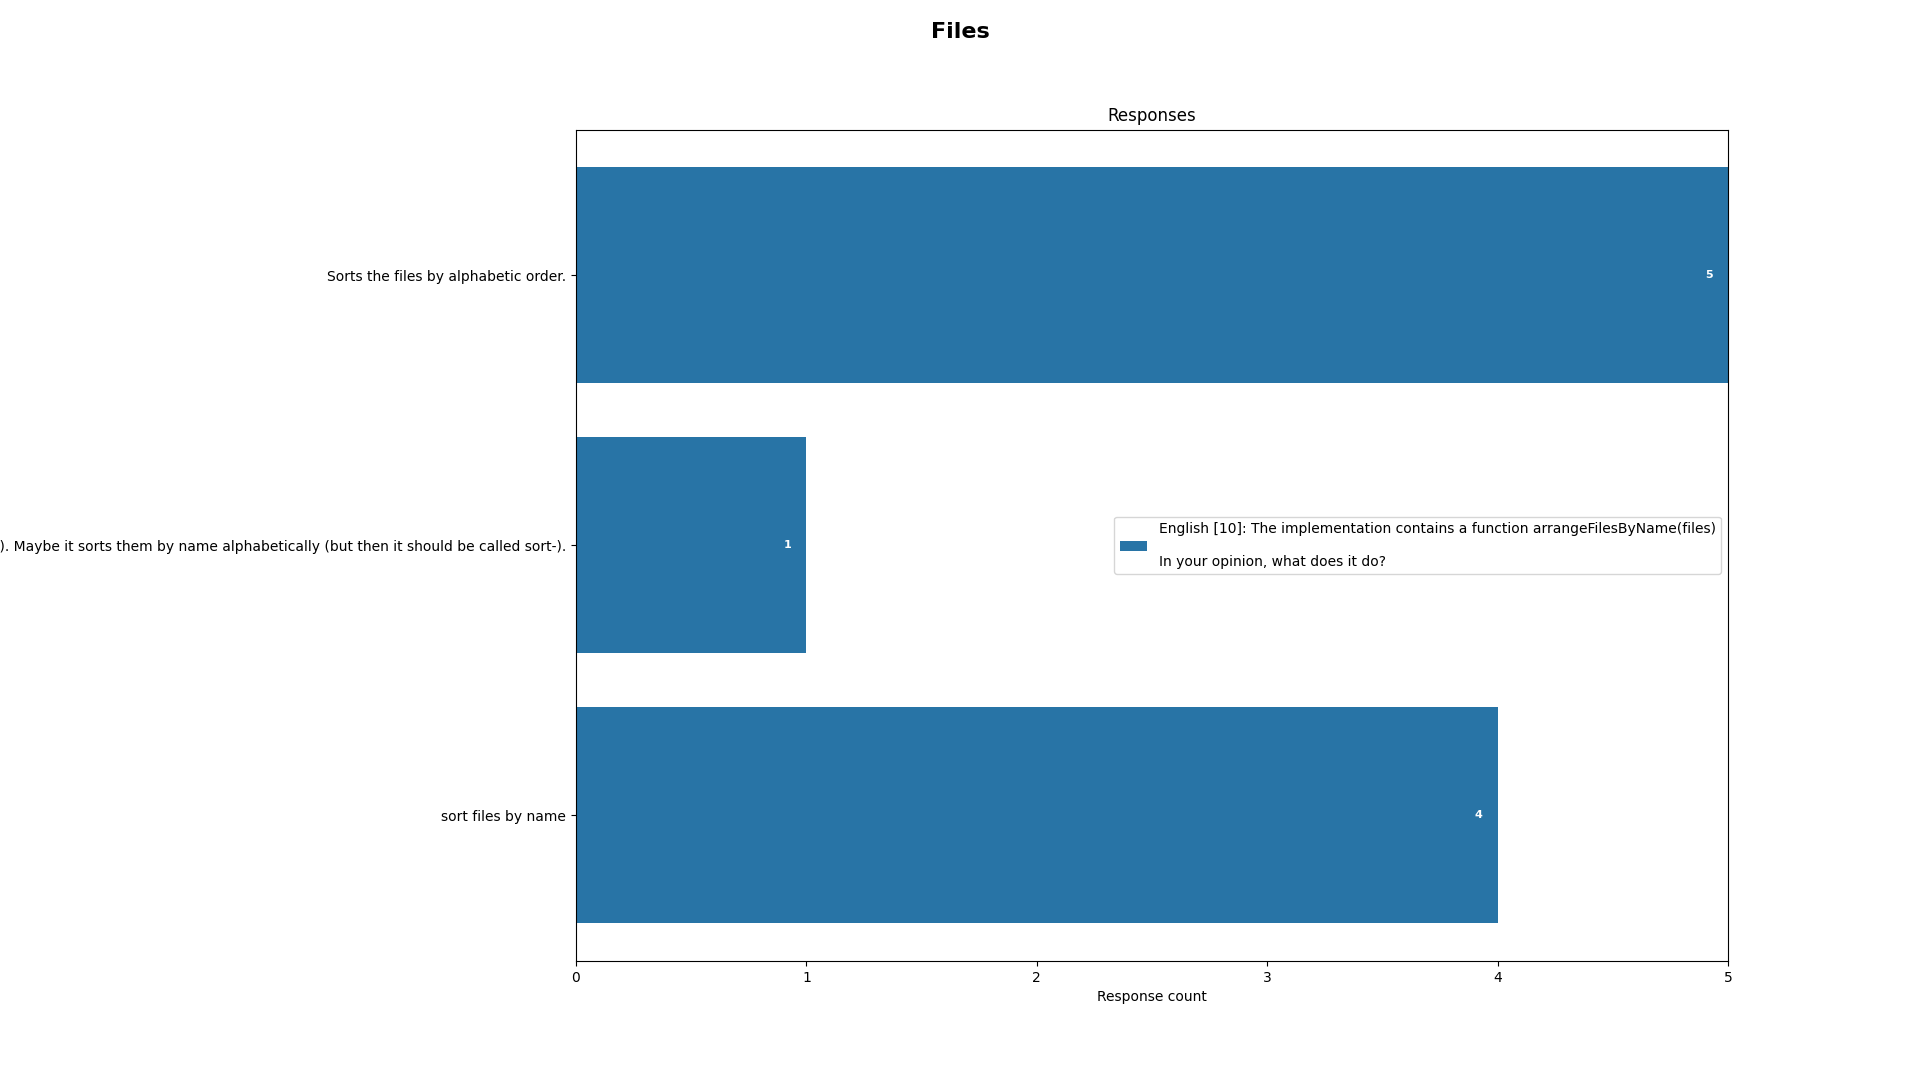 Files
Responses
Sorts the files by alphabetic order.
5
). Maybe it sorts them by name alphabetically (but then it should be called sort-).
1
English [10]: The implementation contains a function arrangeFilesByName(files)
In your opinion, what does it do?
sort files by name
4
0 1 2 3 4 5
Response count